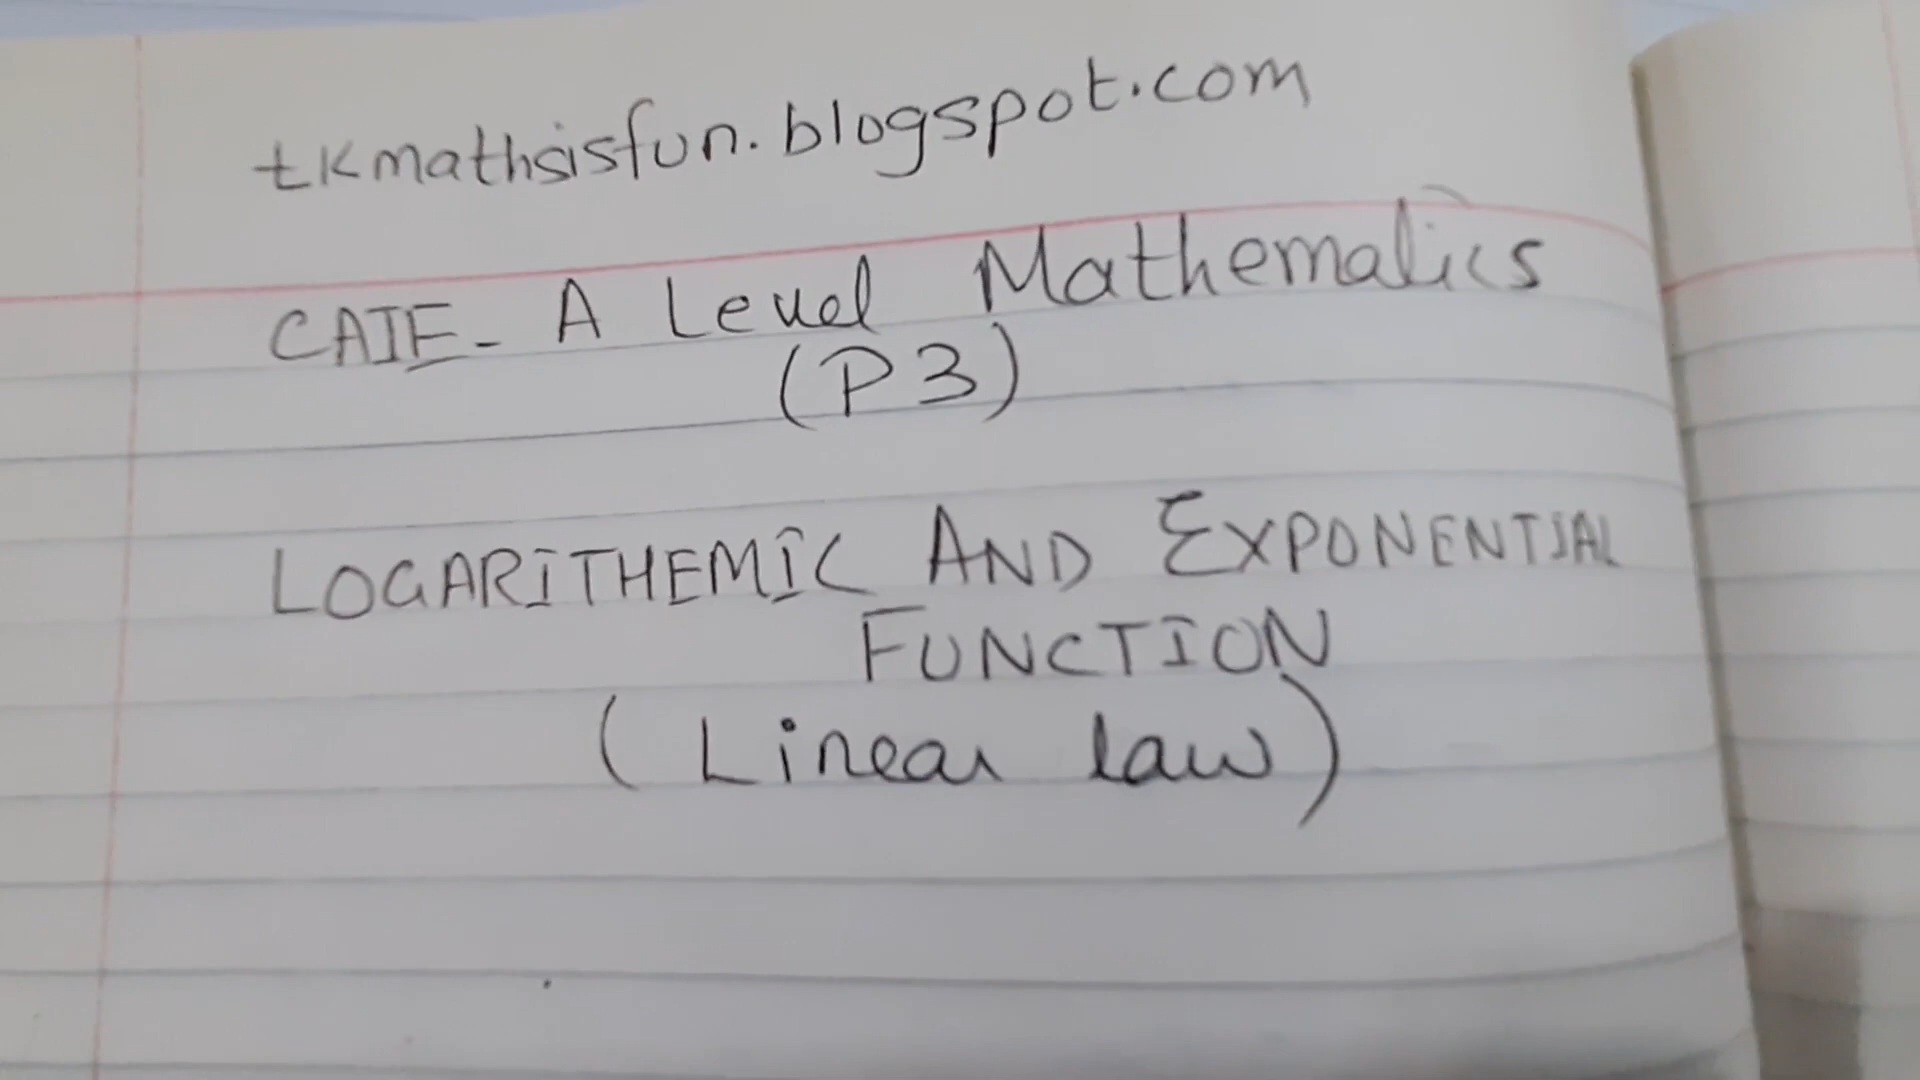 tkmathsisfun.blogspot.com
CAIE- A Level Mathematics
(P3)
LOGARITHEMIC AND EXPONENTIAL
FUNCTION
(Linear law)